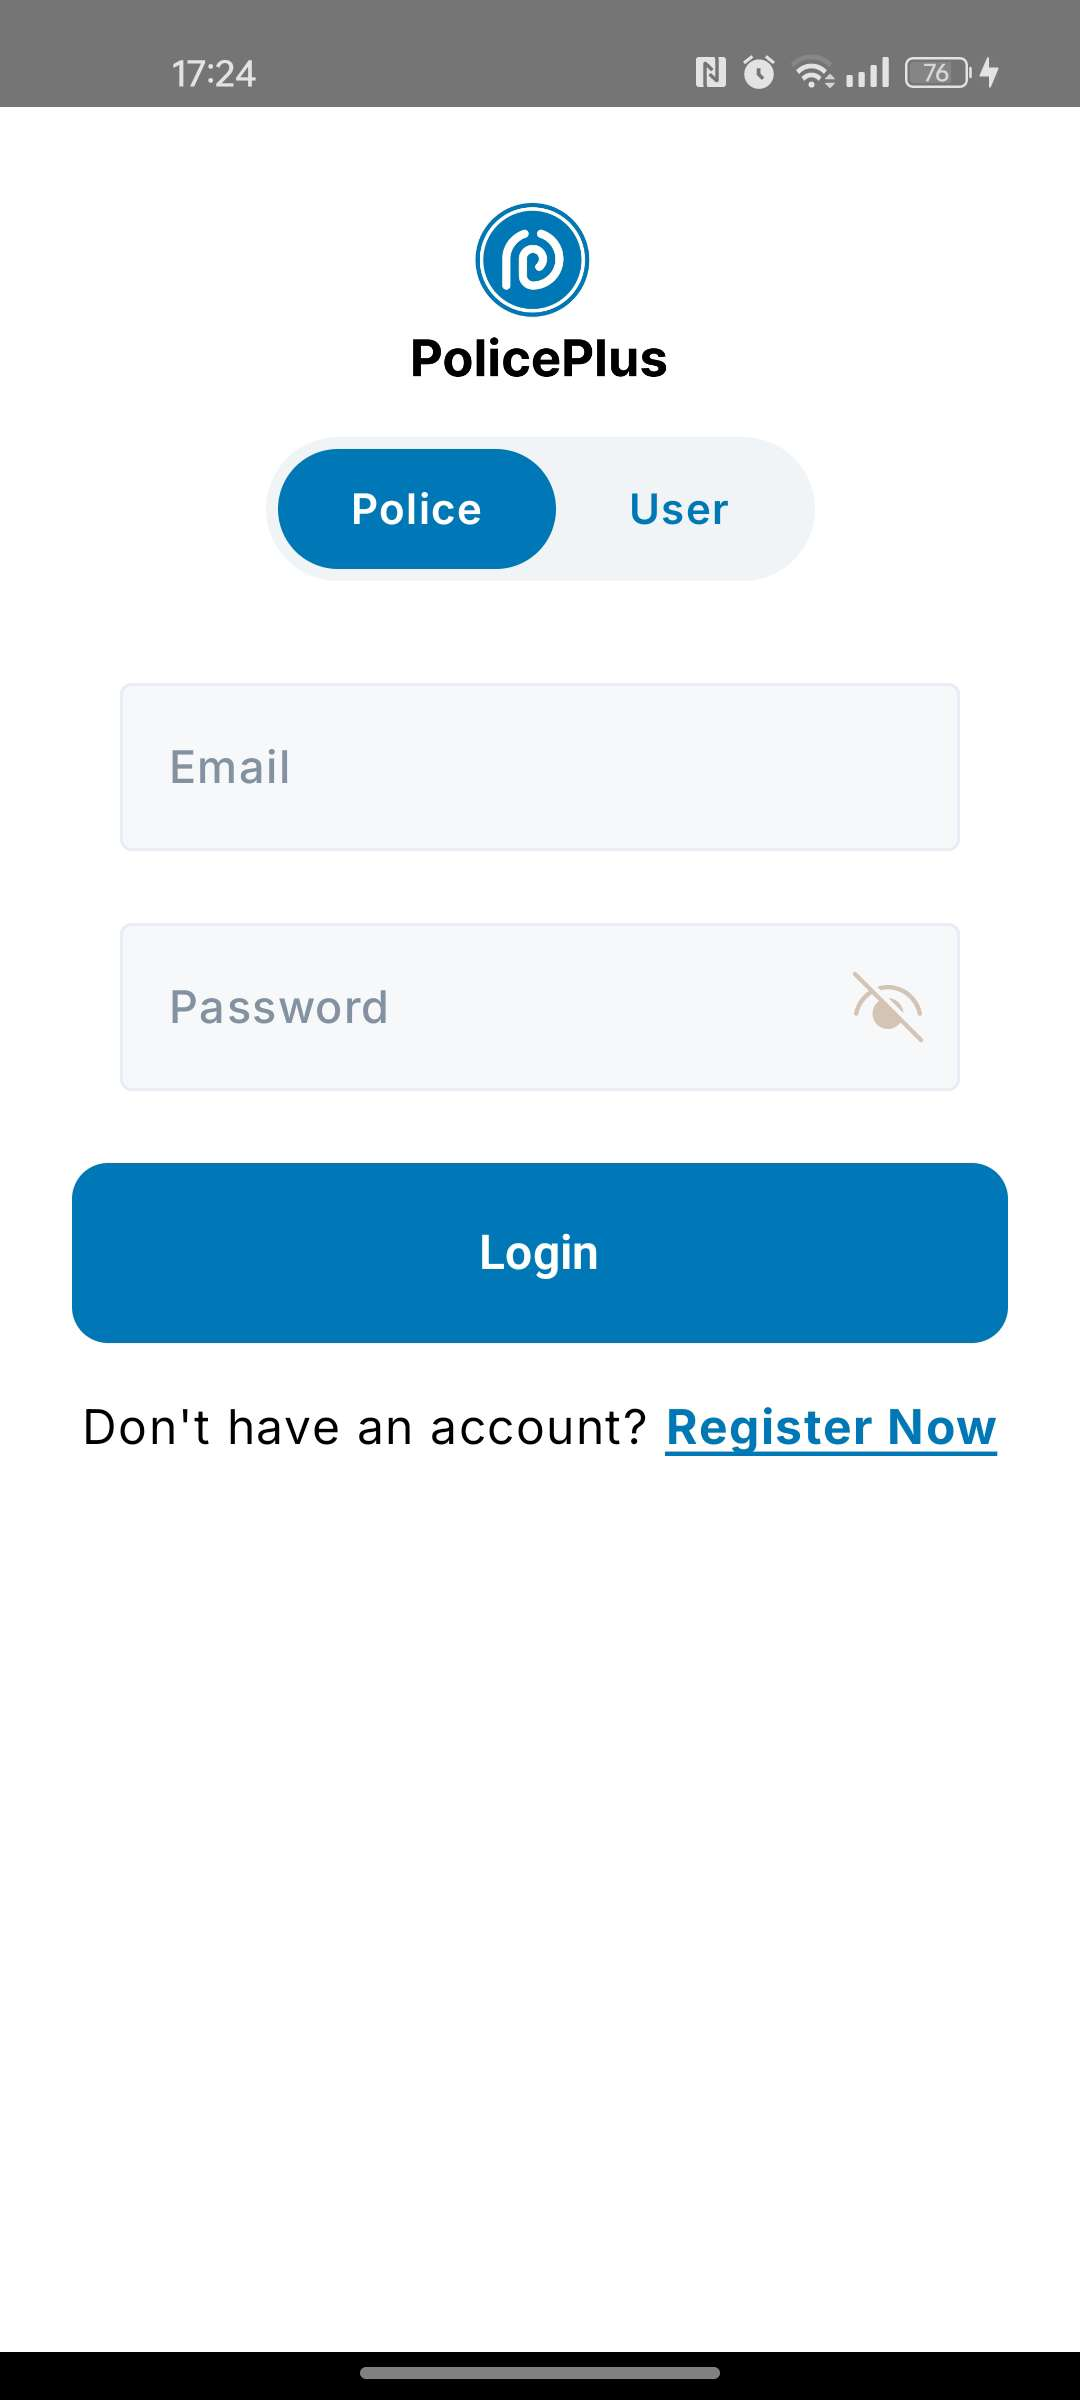 17:24
76
PolicePlus
Police User
Email
Password
Login
Don't have an account? Register Now